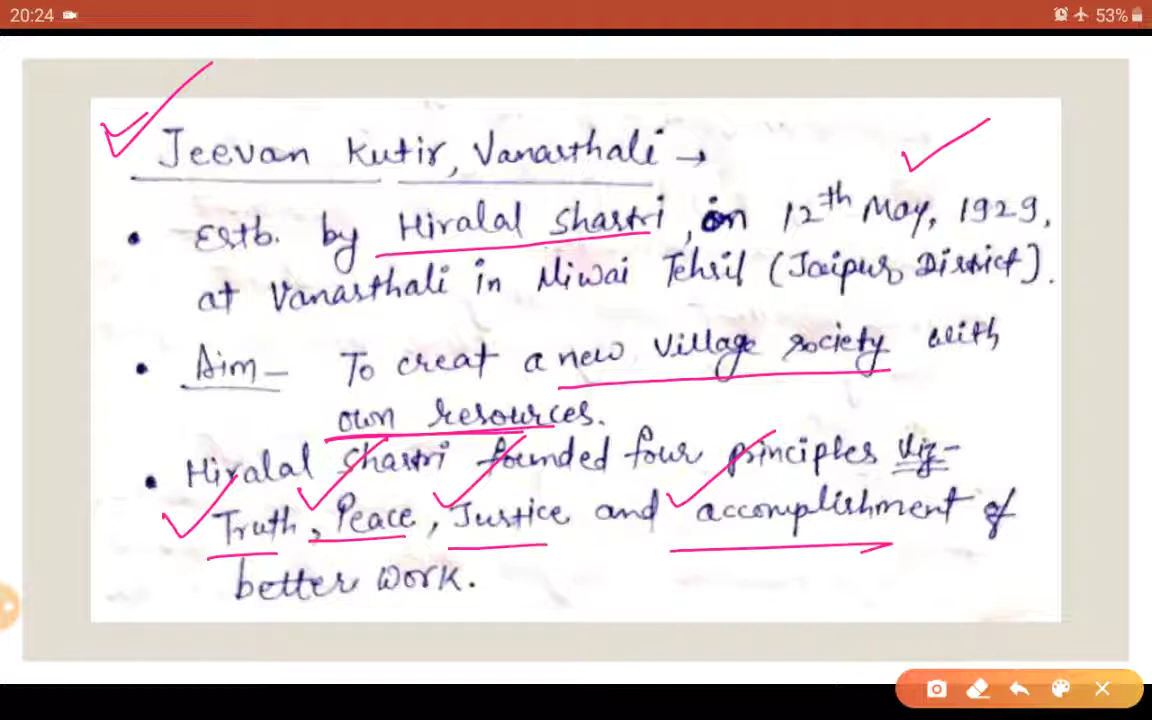 20:24 53%
Jeevan Kutir, Vanasthali →
• Estb. by Hiralal Shastri, on 12th May, 1929,
at Vanasthali in Niwai Tehsil (Jaipur District).
• Aim - To creat a new village society with
own resources.
• Hiralal Shastri founded four principles viz-
Truth, Peace, Justice and accomplishment of
better work.